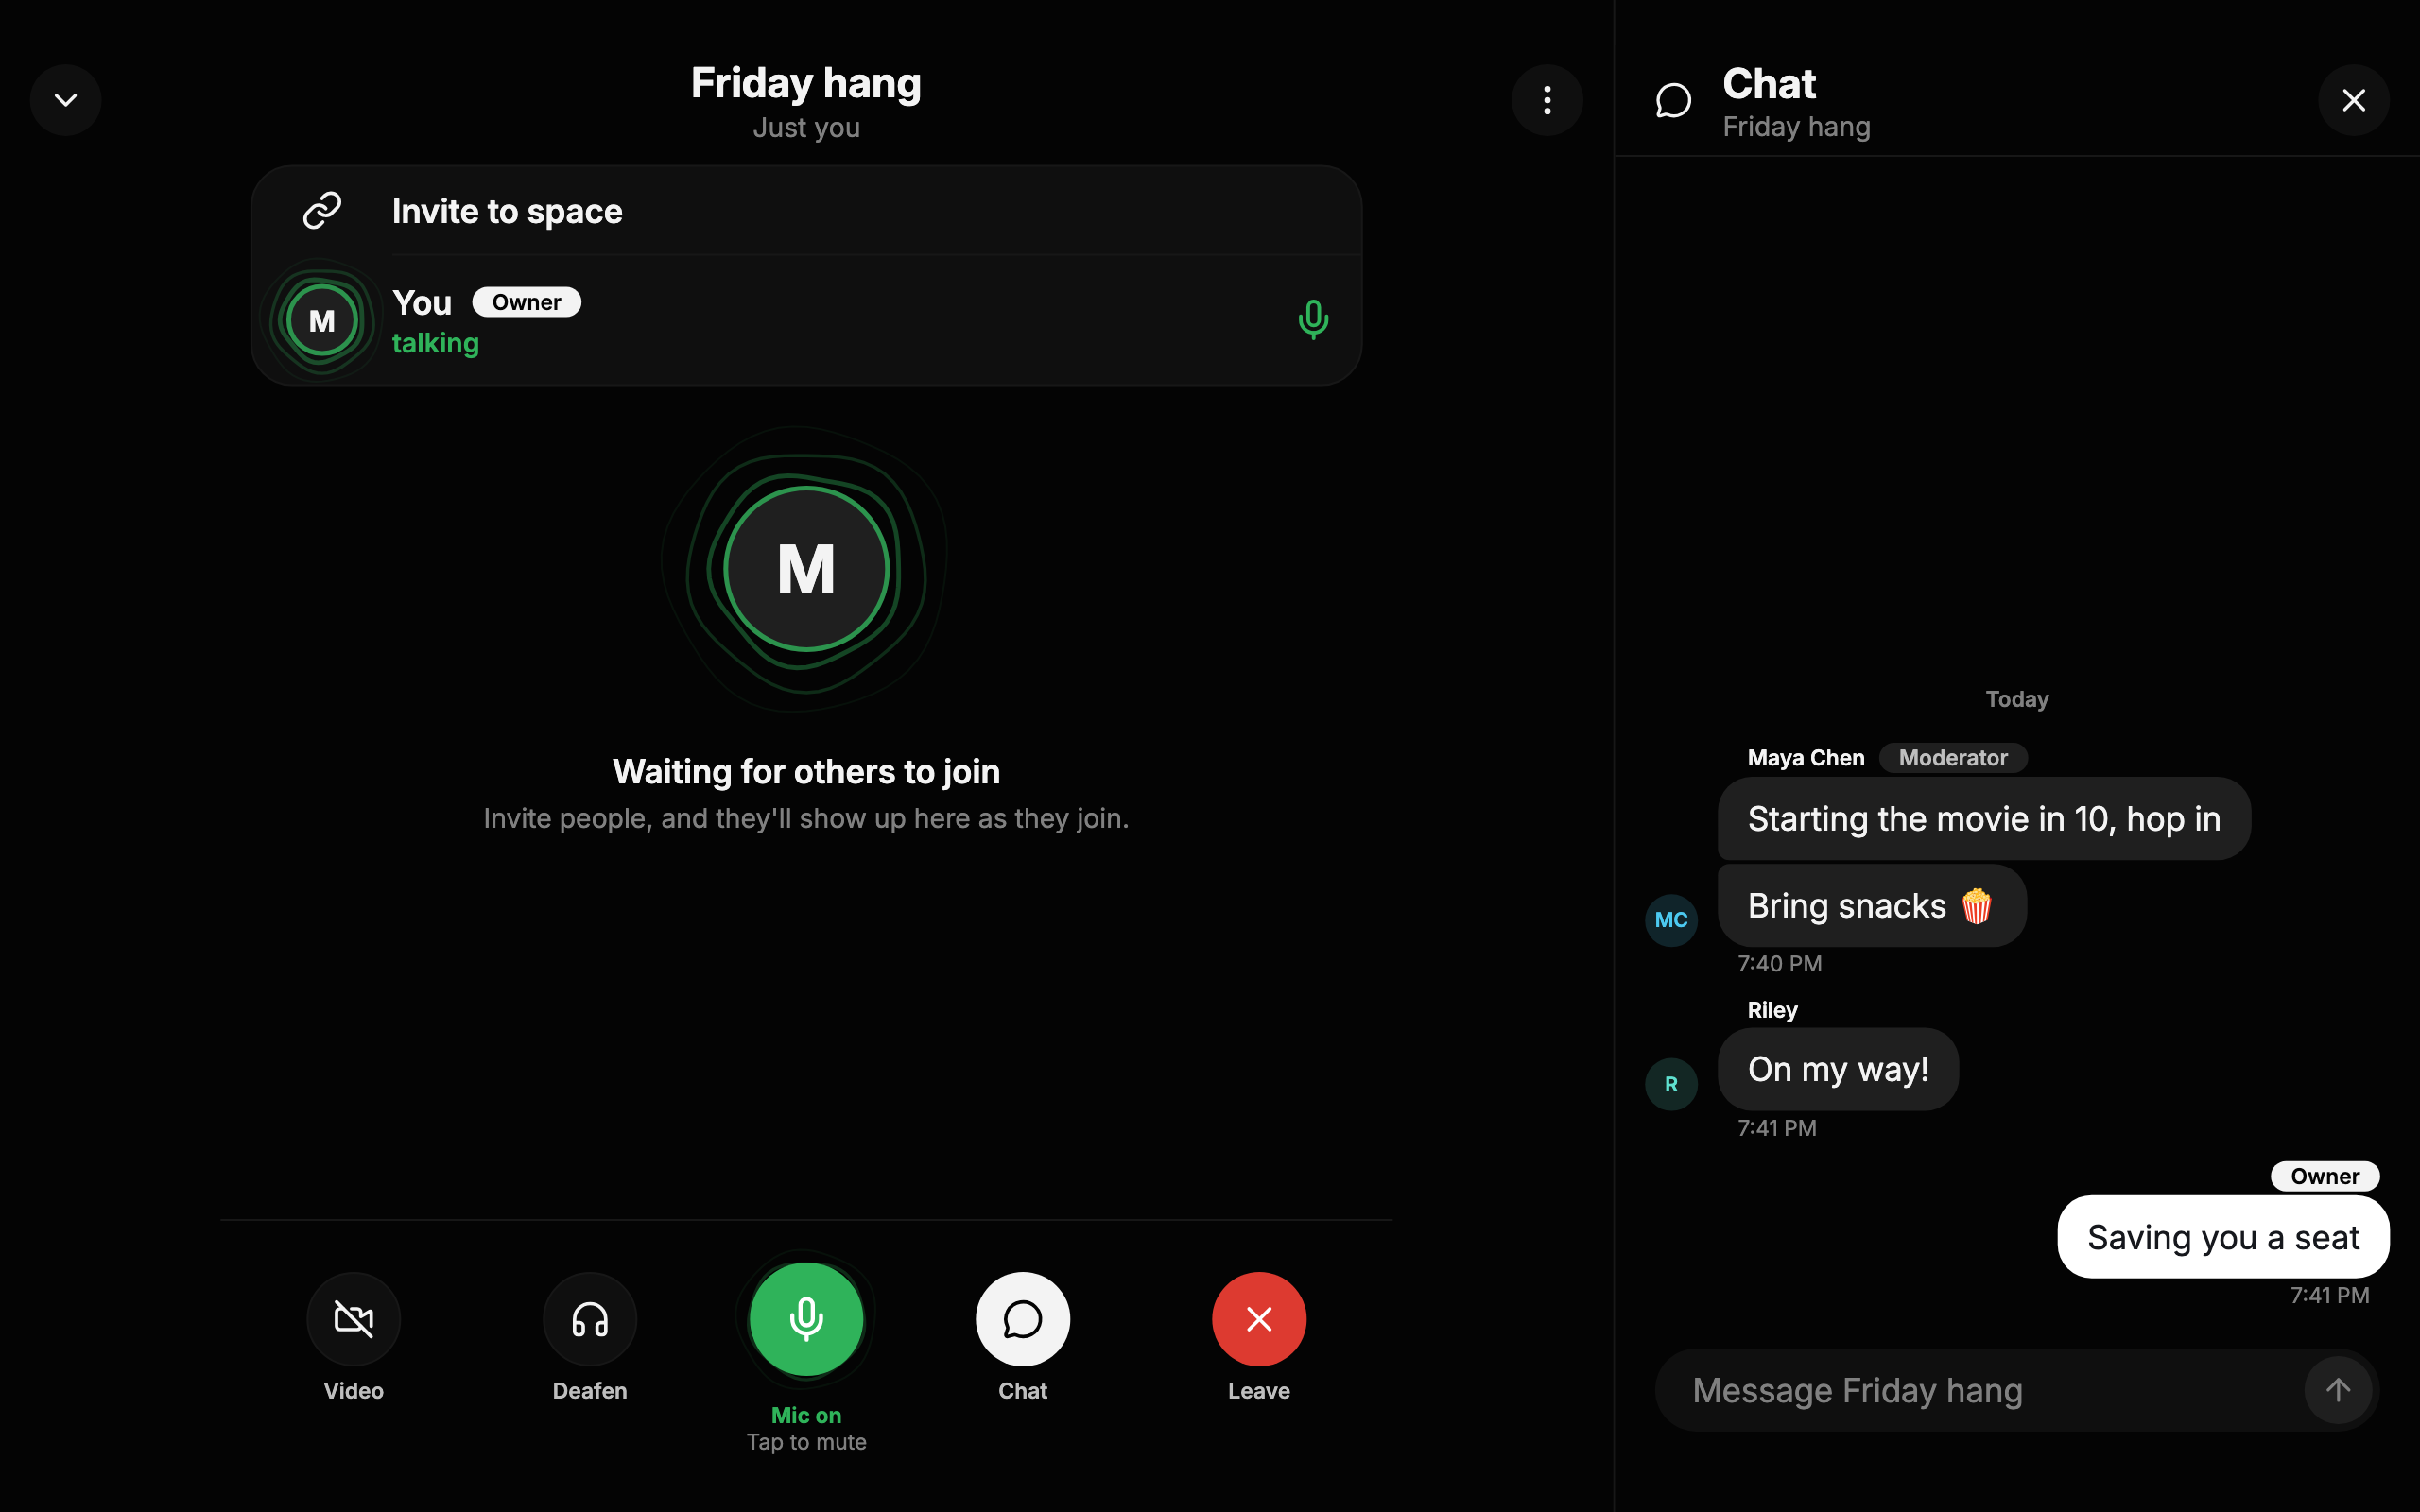 Friday hang
Just you
Invite to space
M
You Owner
talking
M
Waiting for others to join
Invite people, and they'll show up here as they join.
Video
Deafen
Mic on
Tap to mute
Chat
Leave
Chat
Friday hang
Today
Maya Chen Moderator
Starting the movie in 10, hop in
Bring snacks 🍿
MC
7:40 PM
Riley
On my way!
R
7:41 PM
Owner
Saving you a seat
7:41 PM
Message Friday hang